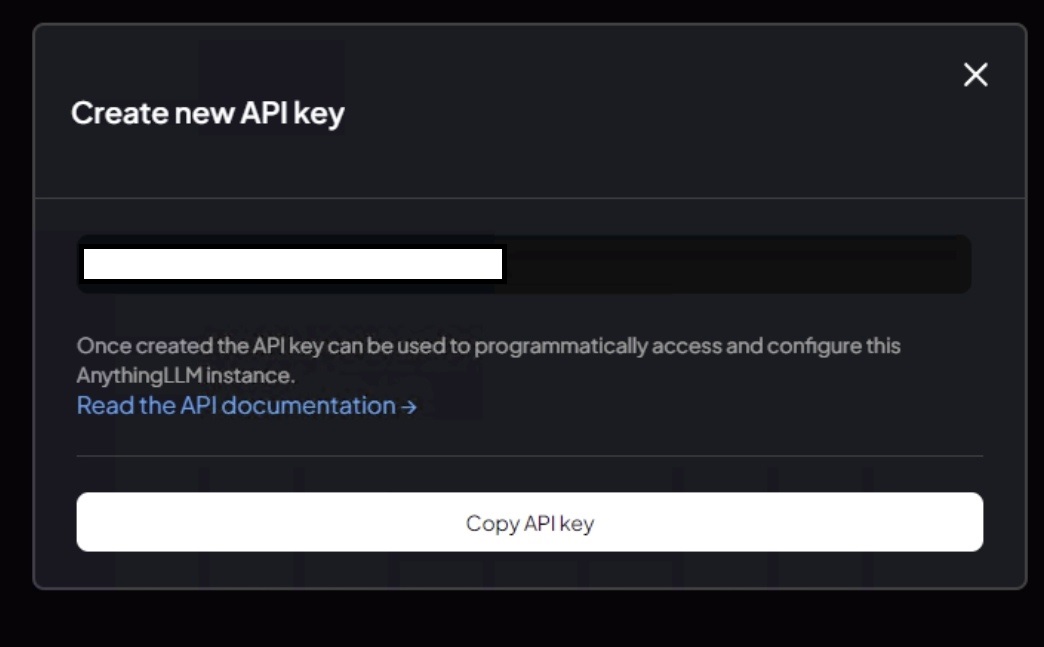 Create new API key
Once created the API key can be used to programmatically access and configure this
AnythingLLM instance.
Read the API documentation →
Copy API key